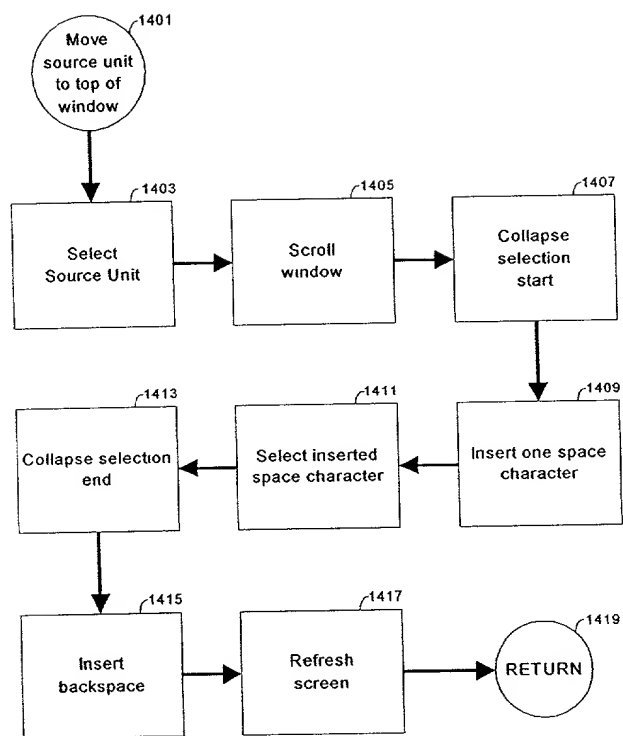 1401
Move
source unit
to top of
window
1403
Select
Source Unit
1405
Scroll
window
1407
Collapse
selection
start
1409
Insert one space
character
1411
Select inserted
space character
1413
Collapse selection
end
1415
Insert
backspace
1417
Refresh
screen
1419
RETURN